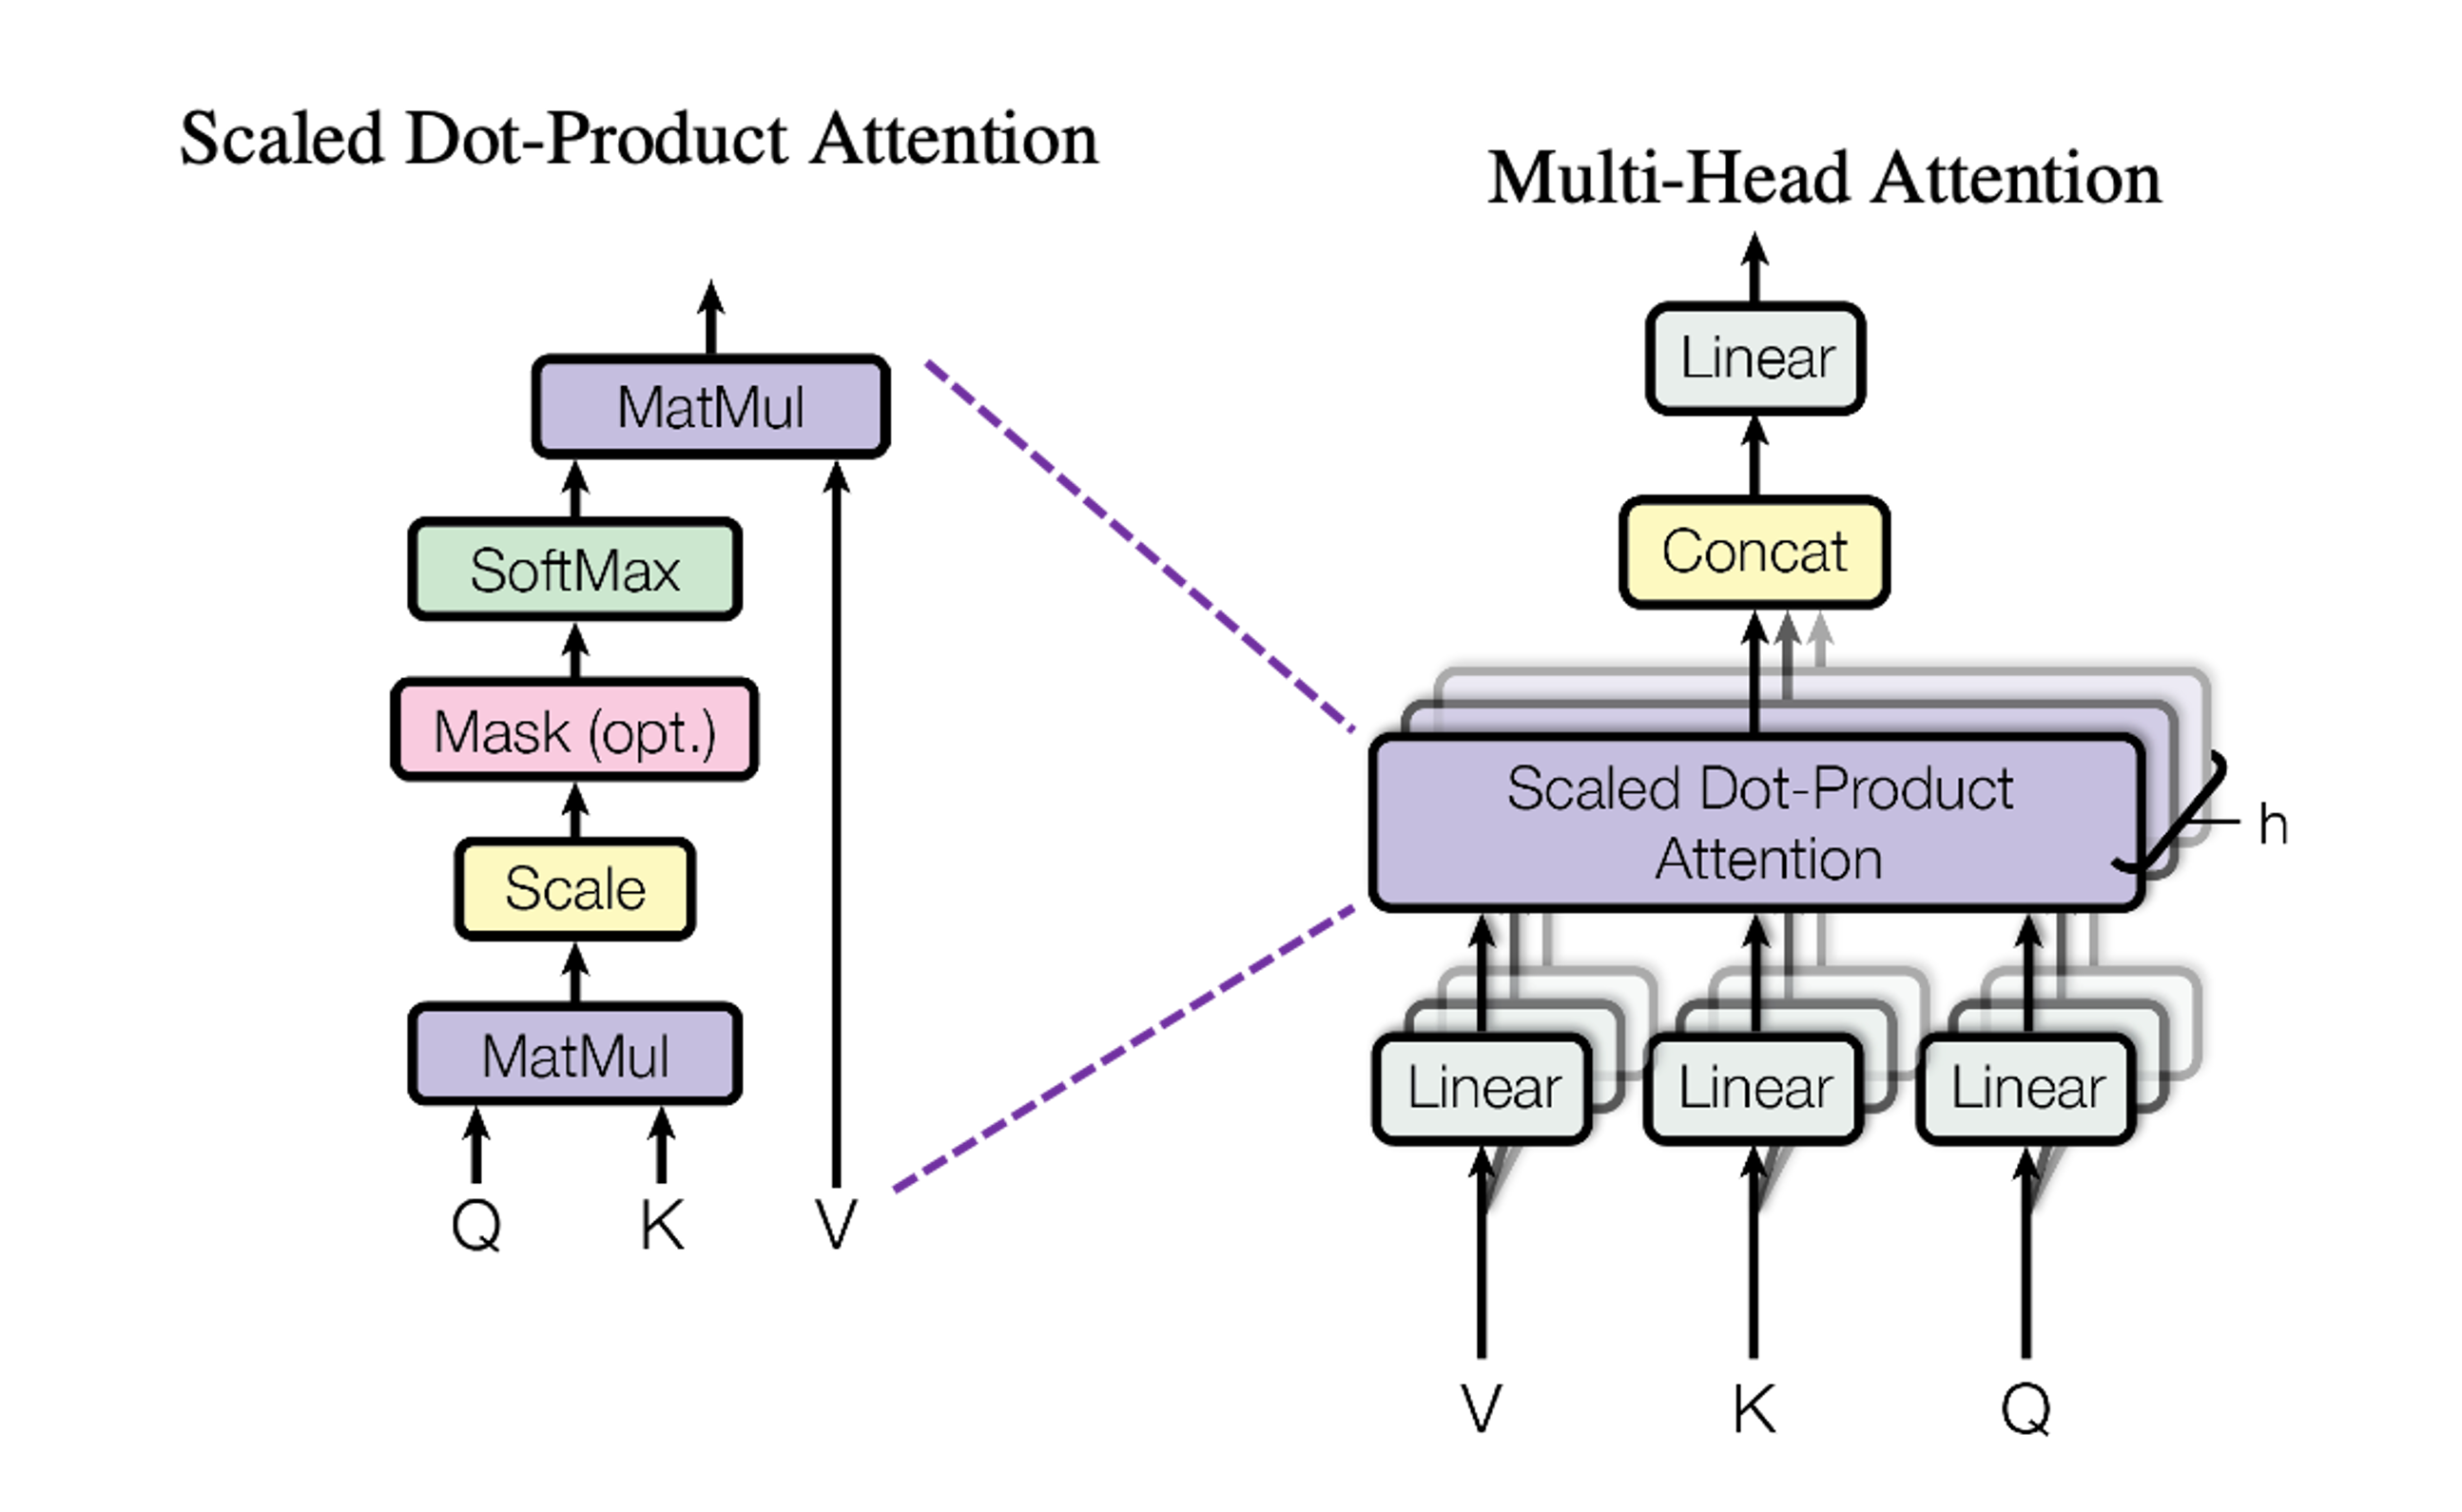 Scaled Dot-Product Attention
MatMul
SoftMax
Mask (opt.)
Scale
MatMul
Q K V
Multi-Head Attention
Linear
Concat
Scaled Dot-Product
Attention
h
Linear Linear Linear
V K Q